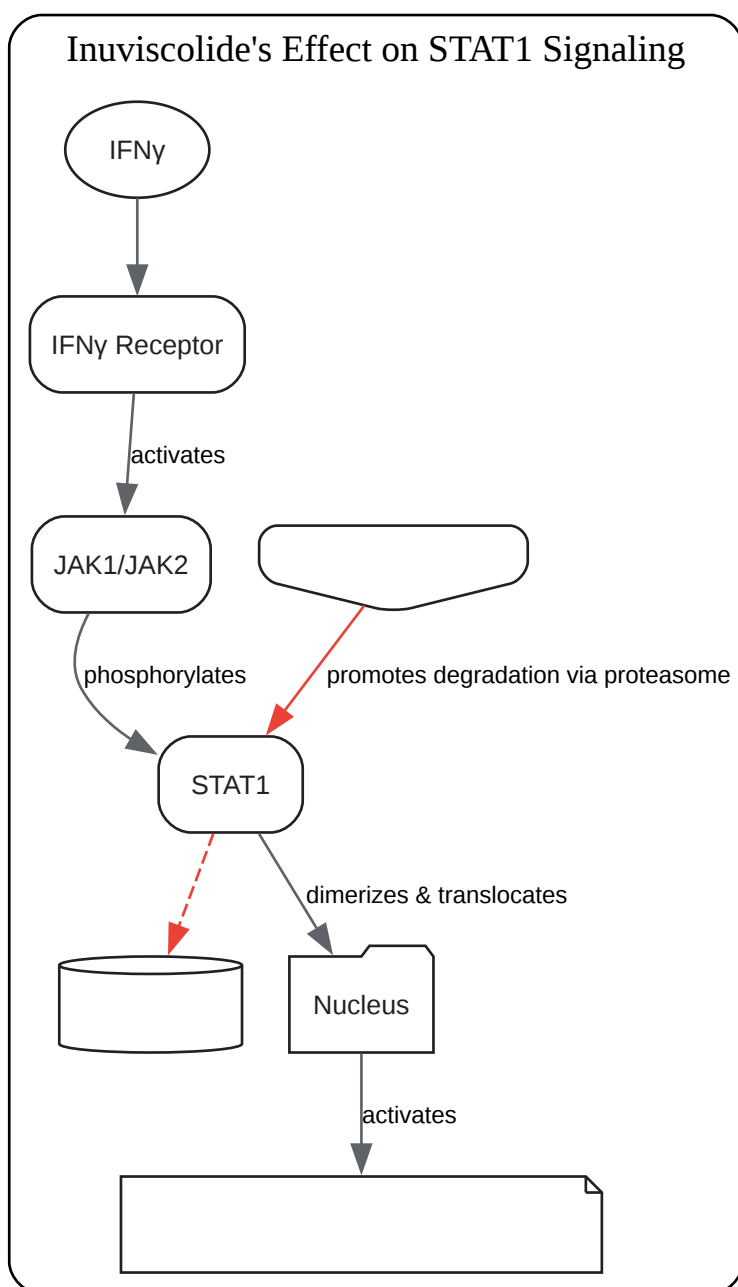 Inuviscolide's Effect on STAT1 Signaling
IFNγ
IFNγ Receptor
activates
JAK1/JAK2
phosphorylates
promotes degradation via proteasome
STAT1
dimerizes & translocates
Nucleus
activates